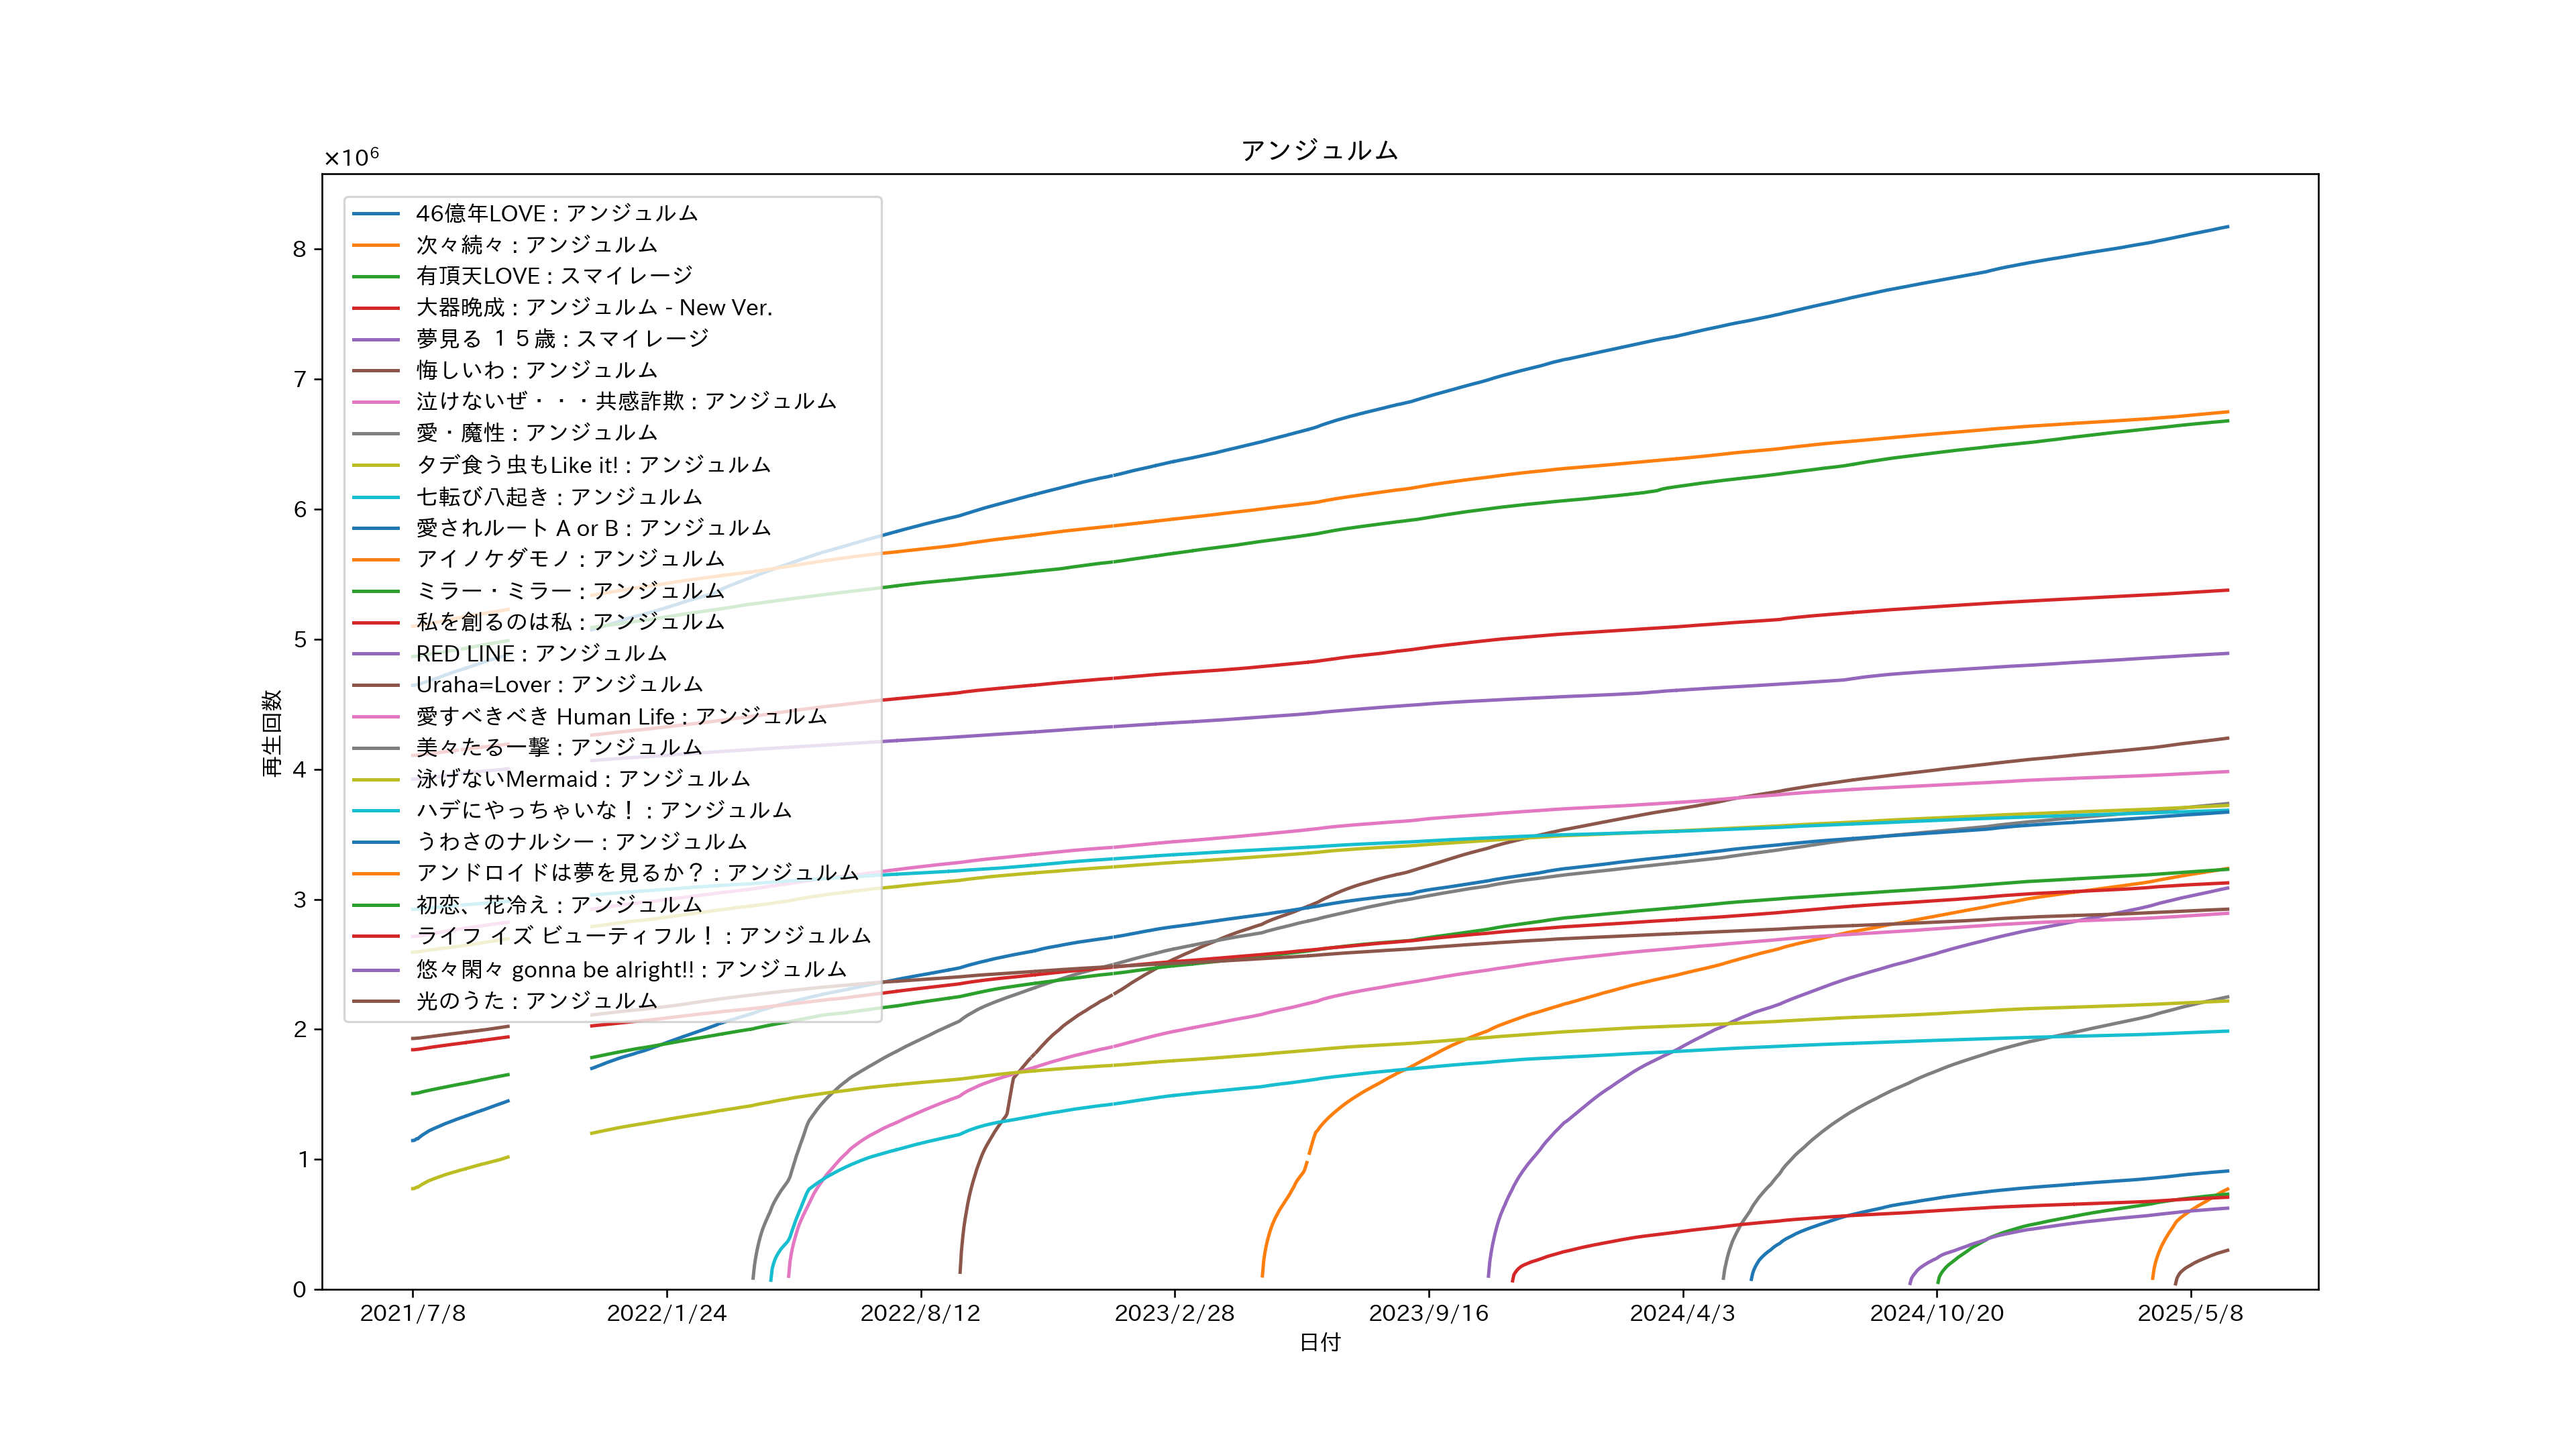 アンジュルム
×10⁶
8
7
6
5
4
3
2
1
0
再生回数
46億年LOVE : アンジュルム
次々続々 : アンジュルム
有頂天LOVE : スマイレージ
大器晩成 : アンジュルム - New Ver.
夢見る １５歳 : スマイレージ
悔しいわ : アンジュルム
泣けないぜ・・・共感詐欺 : アンジュルム
愛・魔性 : アンジュルム
タデ食う虫もLike it! : アンジュルム
七転び八起き : アンジュルム
愛されルート A or B : アンジュルム
アイノケダモノ : アンジュルム
ミラー・ミラー : アンジュルム
私を創るのは私 : アンジュルム
RED LINE : アンジュルム
Uraha=Lover : アンジュルム
愛すべきべき Human Life : アンジュルム
美々たる一撃 : アンジュルム
泳げないMermaid : アンジュルム
ハデにやっちゃいな！ : アンジュルム
うわさのナルシー : アンジュルム
アンドロイドは夢を見るか？ : アンジュルム
初恋、花冷え : アンジュルム
ライフ イズ ビューティフル！ : アンジュルム
悠々閑々 gonna be alright!! : アンジュルム
光のうた : アンジュルム
2021/7/8
2022/1/24
2022/8/12
2023/2/28
2023/9/16
2024/4/3
2024/10/20
2025/5/8
日付